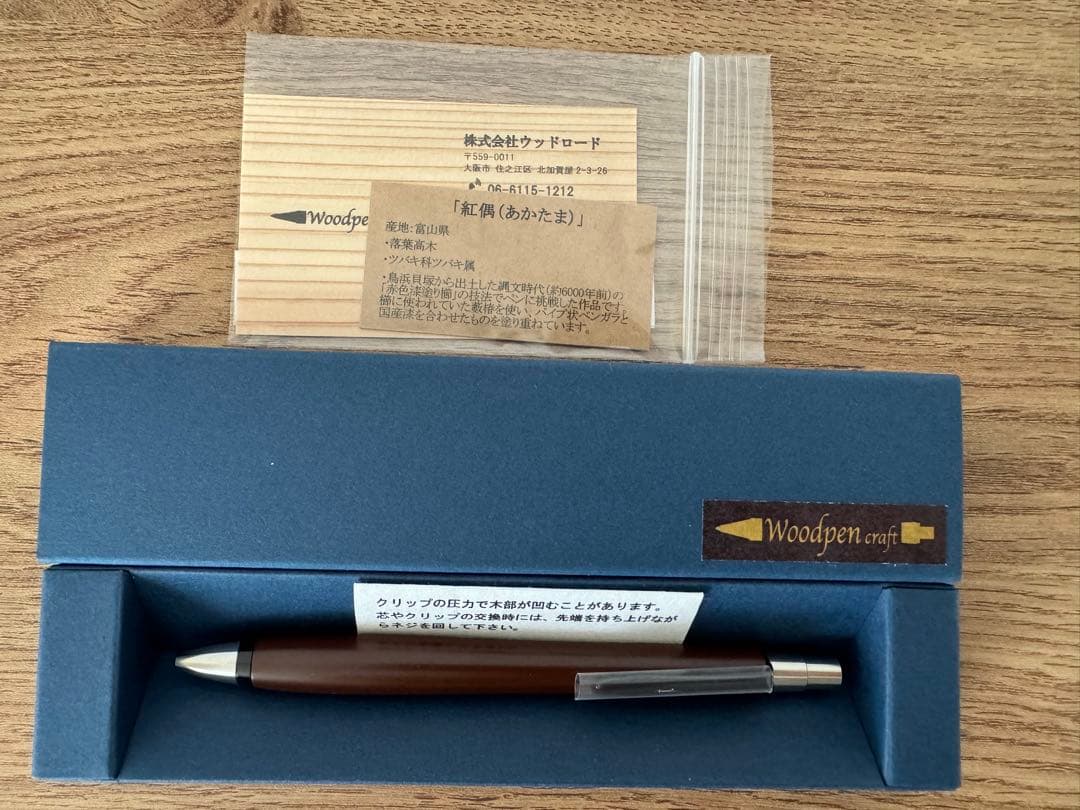 株式会社ウッドロード
〒559-0011
大阪市 住之江区 北加賀屋2-3-26
06-6115-1212
Woodpe
「紅偶(あかたま)」
産地:富山県
・落葉高木
・ツバキ科ツバキ属
・鳥浜貝塚から出土した縄文時代(約6000年前)の
「赤色漆塗り櫛」の技法でペンに挑戦した作品です。
櫛に使われていた藪椿を使い、パイプ状ベンガラと
国産漆を合わせたものを塗り重ねています。
Woodpen craft
クリップの圧力で木部が凹むことがあります。
芯やクリップの交換時には、先端を持ち上げなが
らネジを回して下さい。